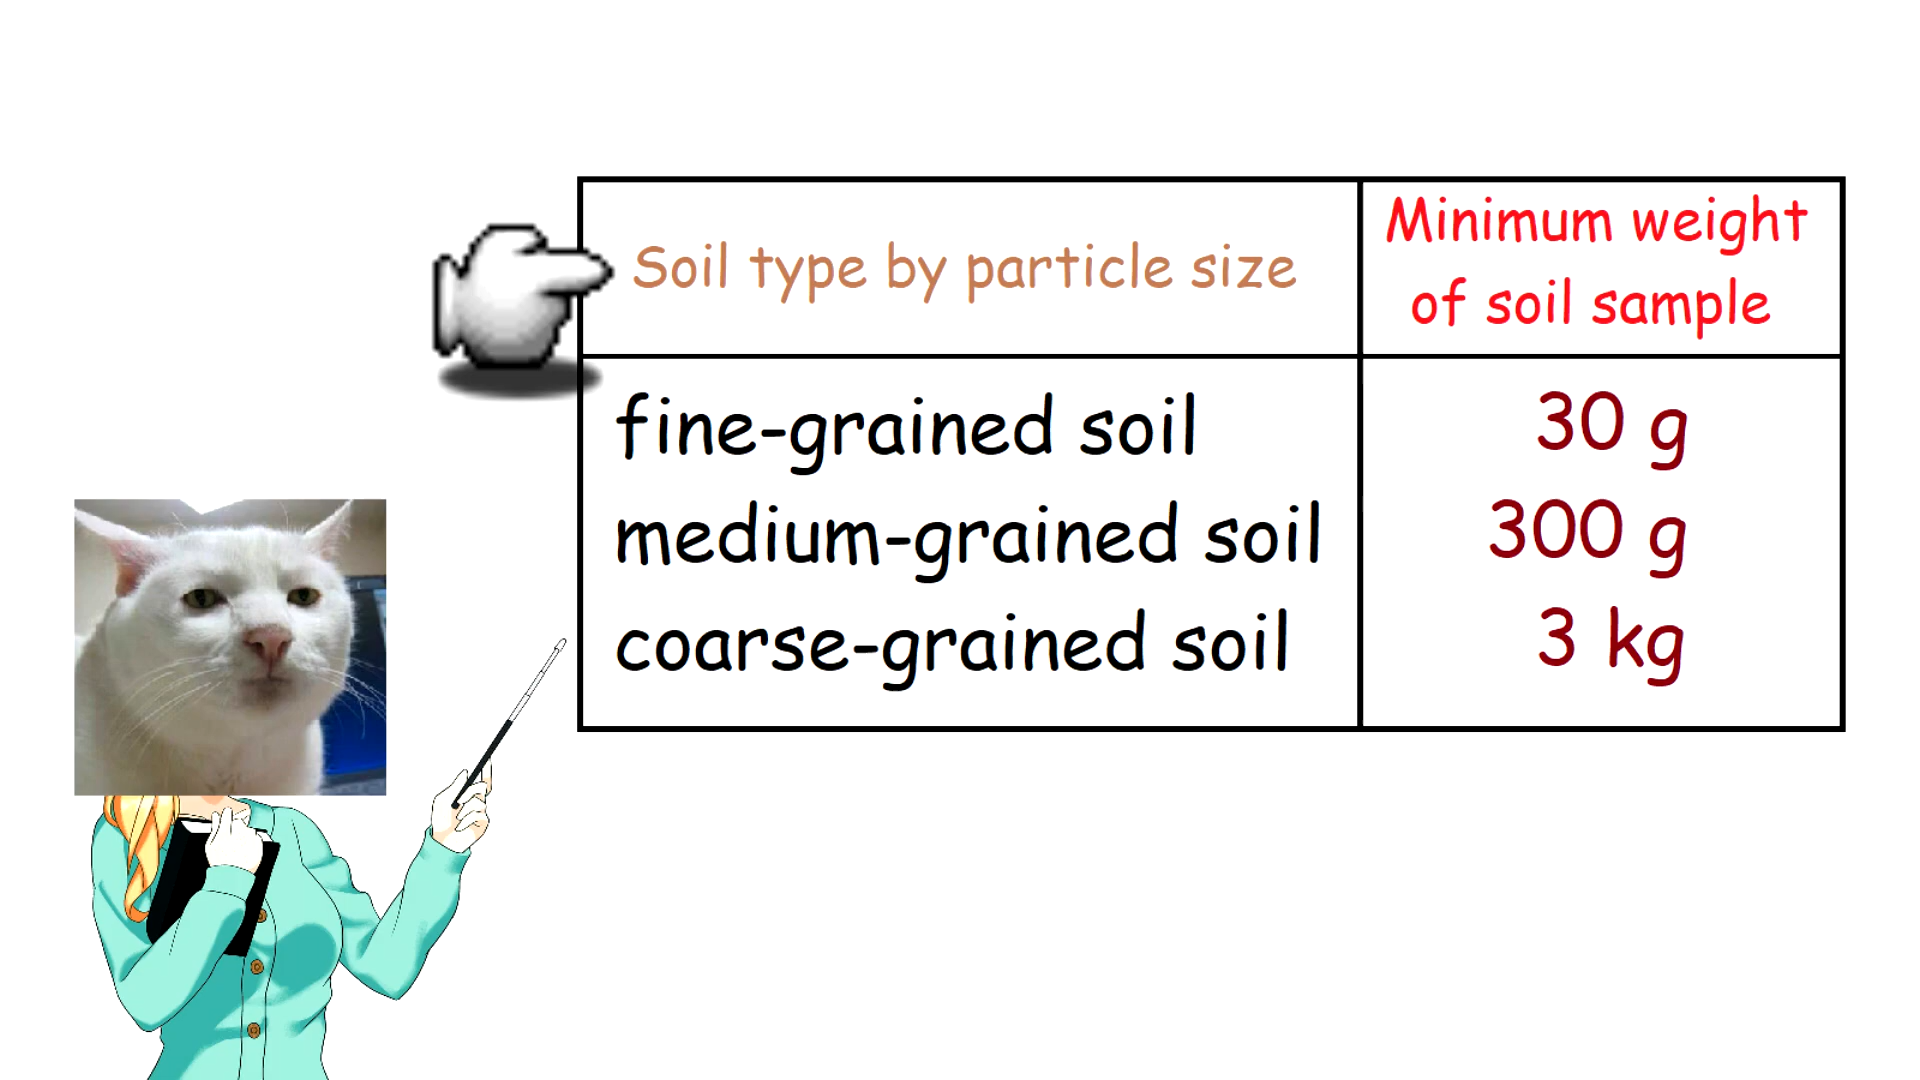 Soil type by particle size
Minimum weight
of soil sample
fine-grained soil
30 g
medium-grained soil
300 g
coarse-grained soil
3 kg